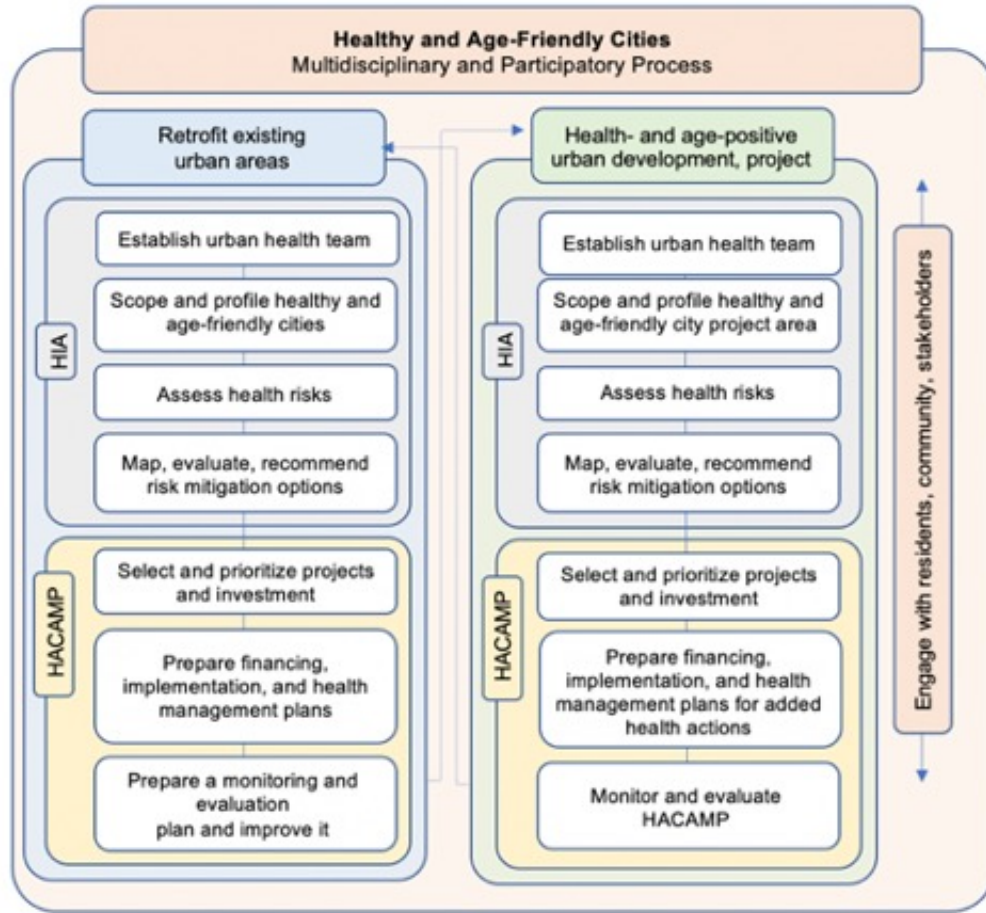 Healthy and Age-Friendly Cities
Multidisciplinary and Participatory Process
Retrofit existing
urban areas
HIA
Establish urban health team
Scope and profile healthy and
age-friendly cities
Assess health risks
Map, evaluate, recommend
risk mitigation options
HACAMP
Select and prioritize projects
and investment
Prepare financing,
implementation, and health
management plans
Prepare a monitoring and
evaluation
plan and improve it
Health- and age-positive
urban development, project
HIA
Establish urban health team
Scope and profile healthy and
age-friendly city project area
Assess health risks
Map, evaluate, recommend
risk mitigation options
HACAMP
Select and prioritize projects
and investment
Prepare financing,
implementation, and health
management plans for added
health actions
Monitor and evaluate
HACAMP
Engage with residents, community, stakeholders